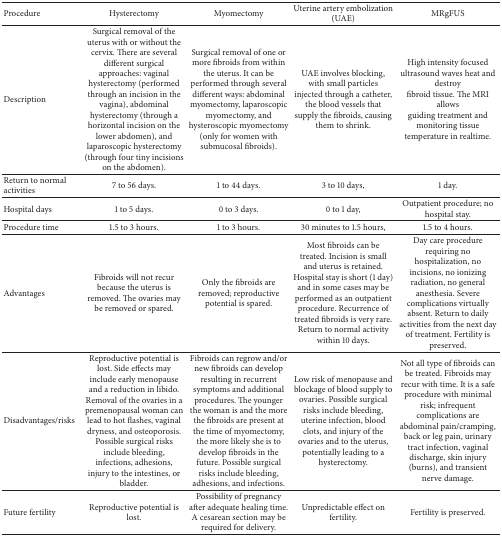 Procedure Hysterectomy Myomectomy Uterine artery embolization (UAE) MRgFUS
Description
Surgical removal of the
uterus with or without the
cervix. There are several
different surgical
approaches: vaginal
hysterectomy (performed
through an incision in the
vagina), abdominal
hysterectomy (through a
horizontal incision on the
lower abdomen), and
laparoscopic hysterectomy
(through four tiny incisions
on the abdomen).
Surgical removal of one or
more fibroids from within
the uterus. It can be
performed through several
different ways: abdominal
myomectomy, laparoscopic
myomectomy, and
hysteroscopic myomectomy
(only for women with
submucosal fibroids).
UAE involves blocking,
with small particles
injected through a catheter,
the blood vessels that
supply the fibroids, causing
them to shrink.
High intensity focused
ultrasound waves heat and
destroy
fibroid tissue. The MRI
allows
guiding treatment and
monitoring tissue
temperature in realtime.
Return to normal
activities
7 to 56 days. 1 to 44 days. 3 to 10 days, 1 day.
Hospital days 1 to 5 days. 0 to 3 days. 0 to 1 day, Outpatient procedure; no
hospital stay.
Procedure time 1.5 to 3 hours. 1 to 3 hours. 30 minutes to 1.5 hours, 1.5 to 4 hours.
Advantages
Fibroids will not recur
because the uterus is
removed. The ovaries may
be removed or spared.
Only the fibroids are
removed; reproductive
potential is spared.
Most fibroids can be
treated. Incision is small
and uterus is retained.
Hospital stay is short (1 day)
and in some cases may be
performed as an outpatient
procedure. Recurrence of
treated fibroids is very rare.
Return to normal activity
within 10 days.
Day care procedure
requiring no
hospitalization, no
incisions, no ionizing
radiation, no general
anesthesia. Severe
complications virtually
absent. Return to daily
activities from the next day
of treatment. Fertility is
preserved.
Disadvantages/risks
Reproductive potential is
lost. Side effects may
include early menopause
and a reduction in libido.
Removal of the ovaries in a
premenopausal woman can
lead to hot flashes, vaginal
dryness, and osteoporosis.
Possible surgical risks
include bleeding,
infections, adhesions,
injury to the intestines, or
bladder.
Fibroids can regrow and/or
new fibroids can develop
resulting in recurrent
symptoms and additional
procedures. The younger
the woman is and the more
the fibroids are present at
the time of myomectomy,
the more likely she is to
develop fibroids in the
future. Possible surgical
risks include bleeding,
adhesions, and infections.
Low risk of menopause and
blockage of blood supply to
ovaries. Possible surgical
risks include bleeding,
uterine infection, blood
clots, and injury of the
ovaries and to the uterus,
potentially leading to a
hysterectomy.
Not all type of fibroids can
be treated. Fibroids may
recur with time. It is a safe
procedure with minimal
risk; infrequent
complications are
abdominal pain/cramping,
back or leg pain, urinary
tract infection, vaginal
discharge, skin injury
(burns), and transient
nerve damage.
Future fertility
Reproductive potential is
lost.
Possibility of pregnancy
after adequate healing time.
A cesarean section may be
required for delivery.
Unpredictable effect on
fertility.
Fertility is preserved.